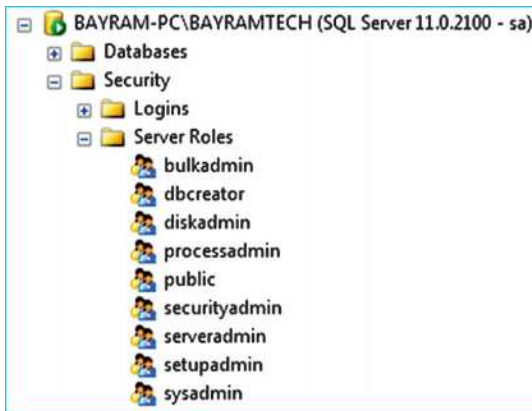 BAYRAM-PC\BAYRAMTECH (SQL Server 11.0.2100 - sa)
Databases
Security
Logins
Server Roles
bulkadmin
dbcreator
diskadmin
processadmin
public
securityadmin
serveradmin
setupadmin
sysadmin